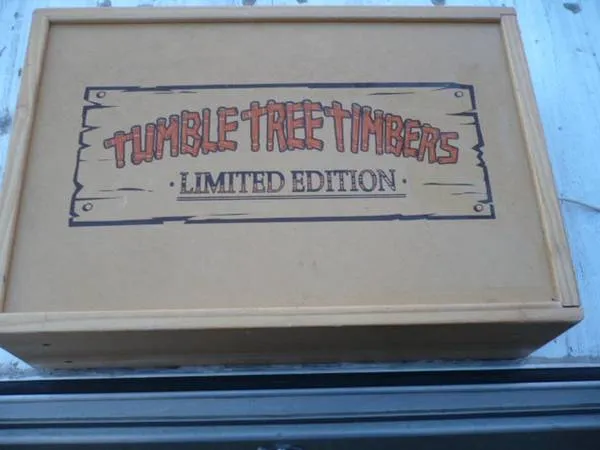 TUMBLE TREE TIMBERS
· LIMITED EDITION ·